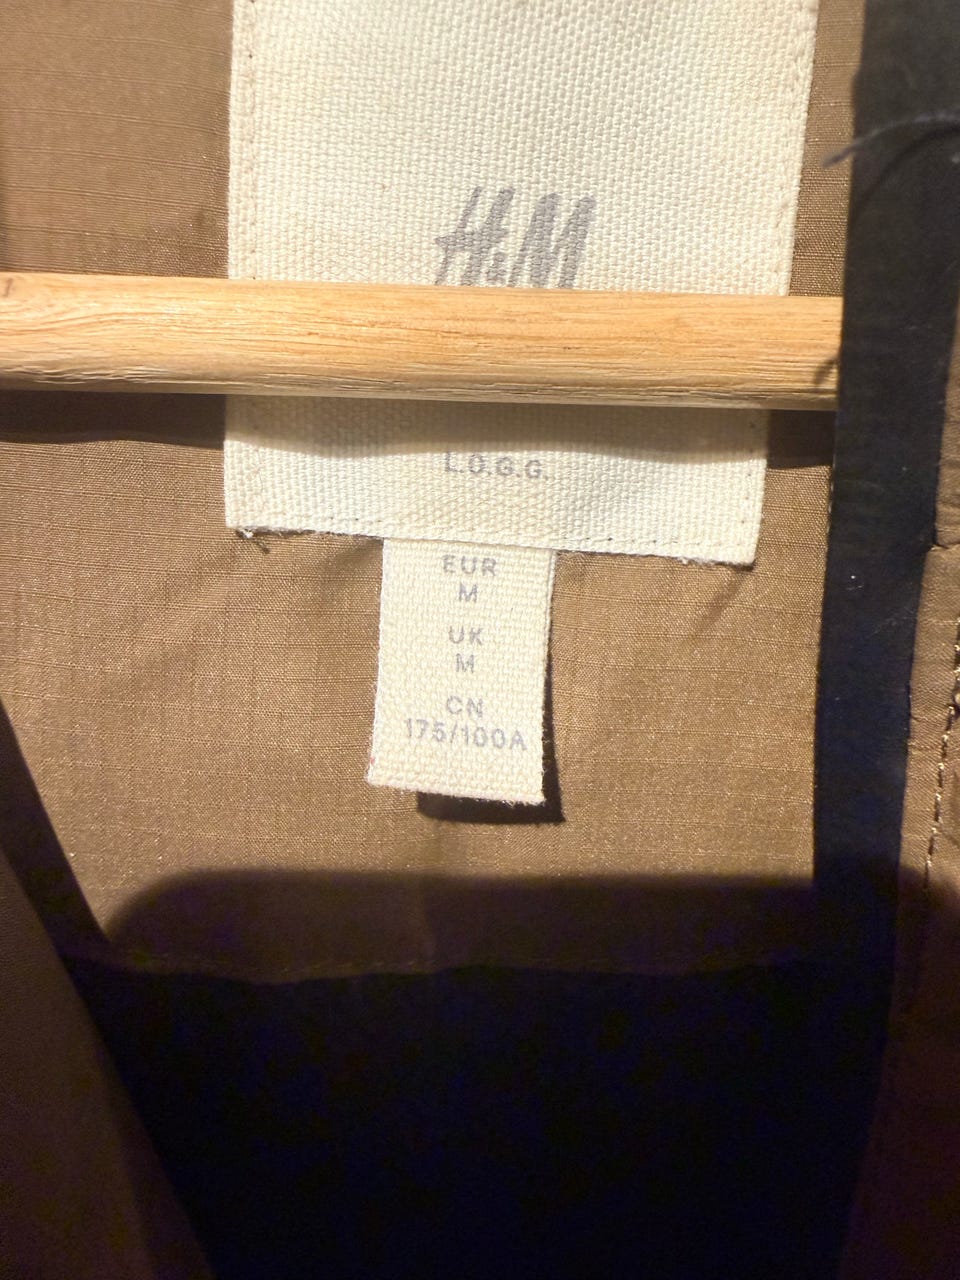 H&M
L.O.G.G.
EUR
M
UK
M
CN
175/100A